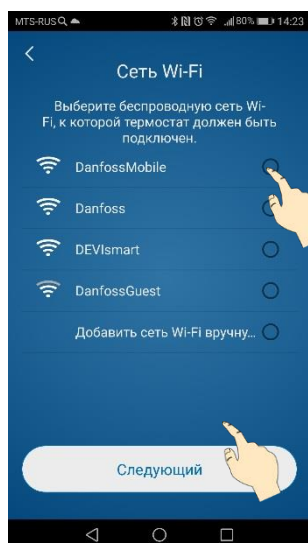 MTS-RUS 80% 14:23
Сеть Wi-Fi
Выберите беспроводную сеть Wi-
Fi, к которой термостат должен быть
подключен.
DanfossMobile
Danfoss
DEVIsmart
DanfossGuest
Добавить сеть Wi-Fi вручну...
Следующий